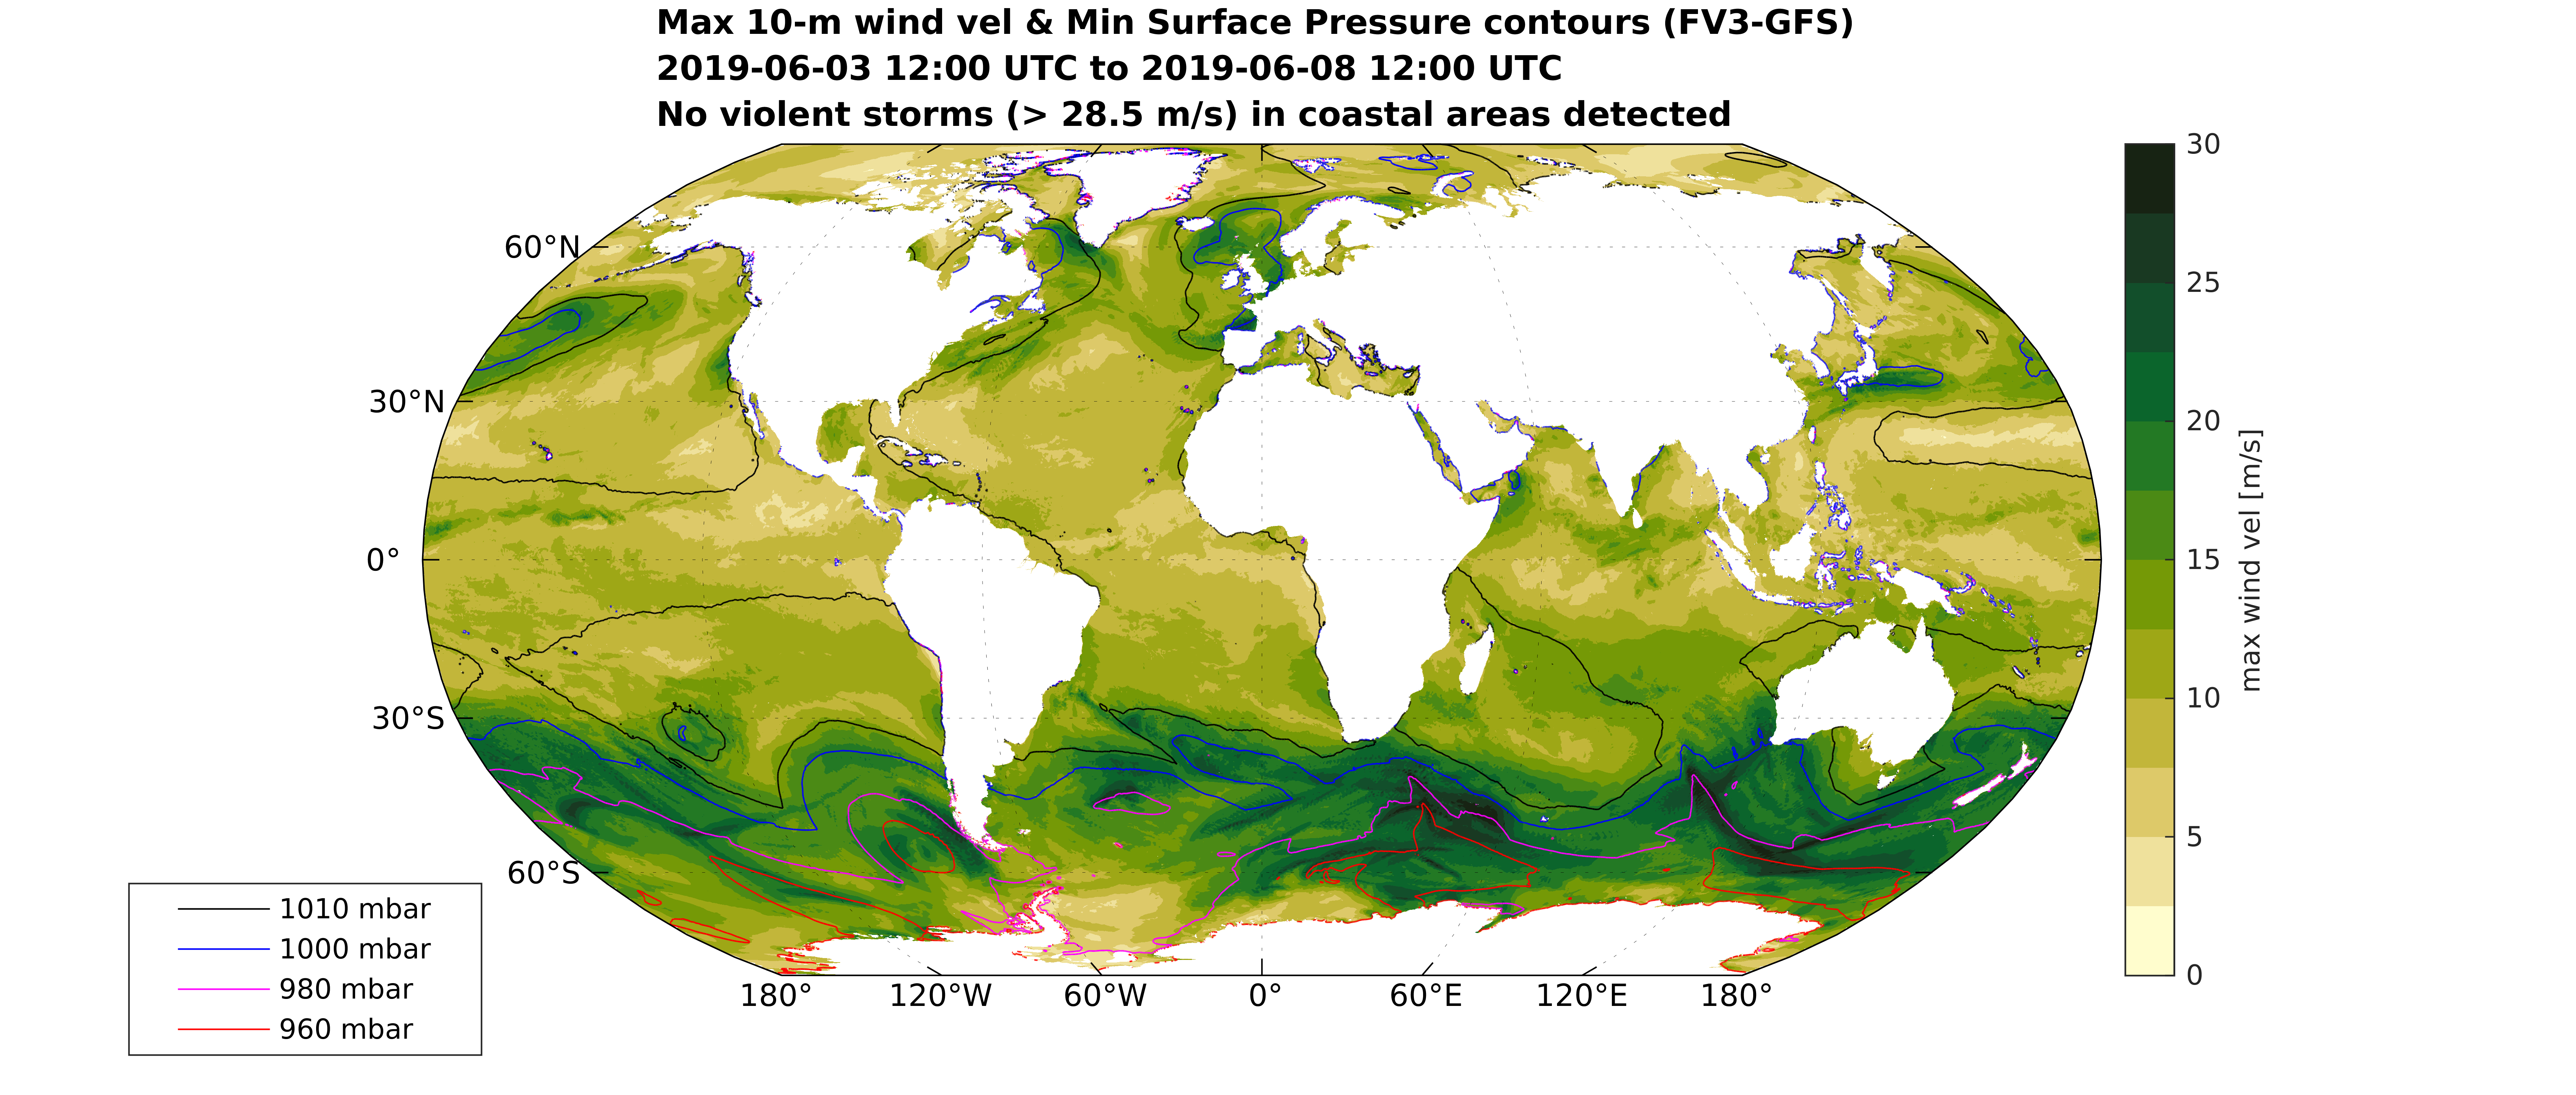 Max 10-m wind vel & Min Surface Pressure contours (FV3-GFS)
2019-06-03 12:00 UTC to 2019-06-08 12:00 UTC
No violent storms (> 28.5 m/s) in coastal areas detected
60°N
30°N
0°
30°S
60°S
180°
120°W
60°W
0°
60°E
120°E
180°
1010 mbar
1000 mbar
980 mbar
960 mbar
30
25
20
15
10
5
0
max wind vel [m/s]